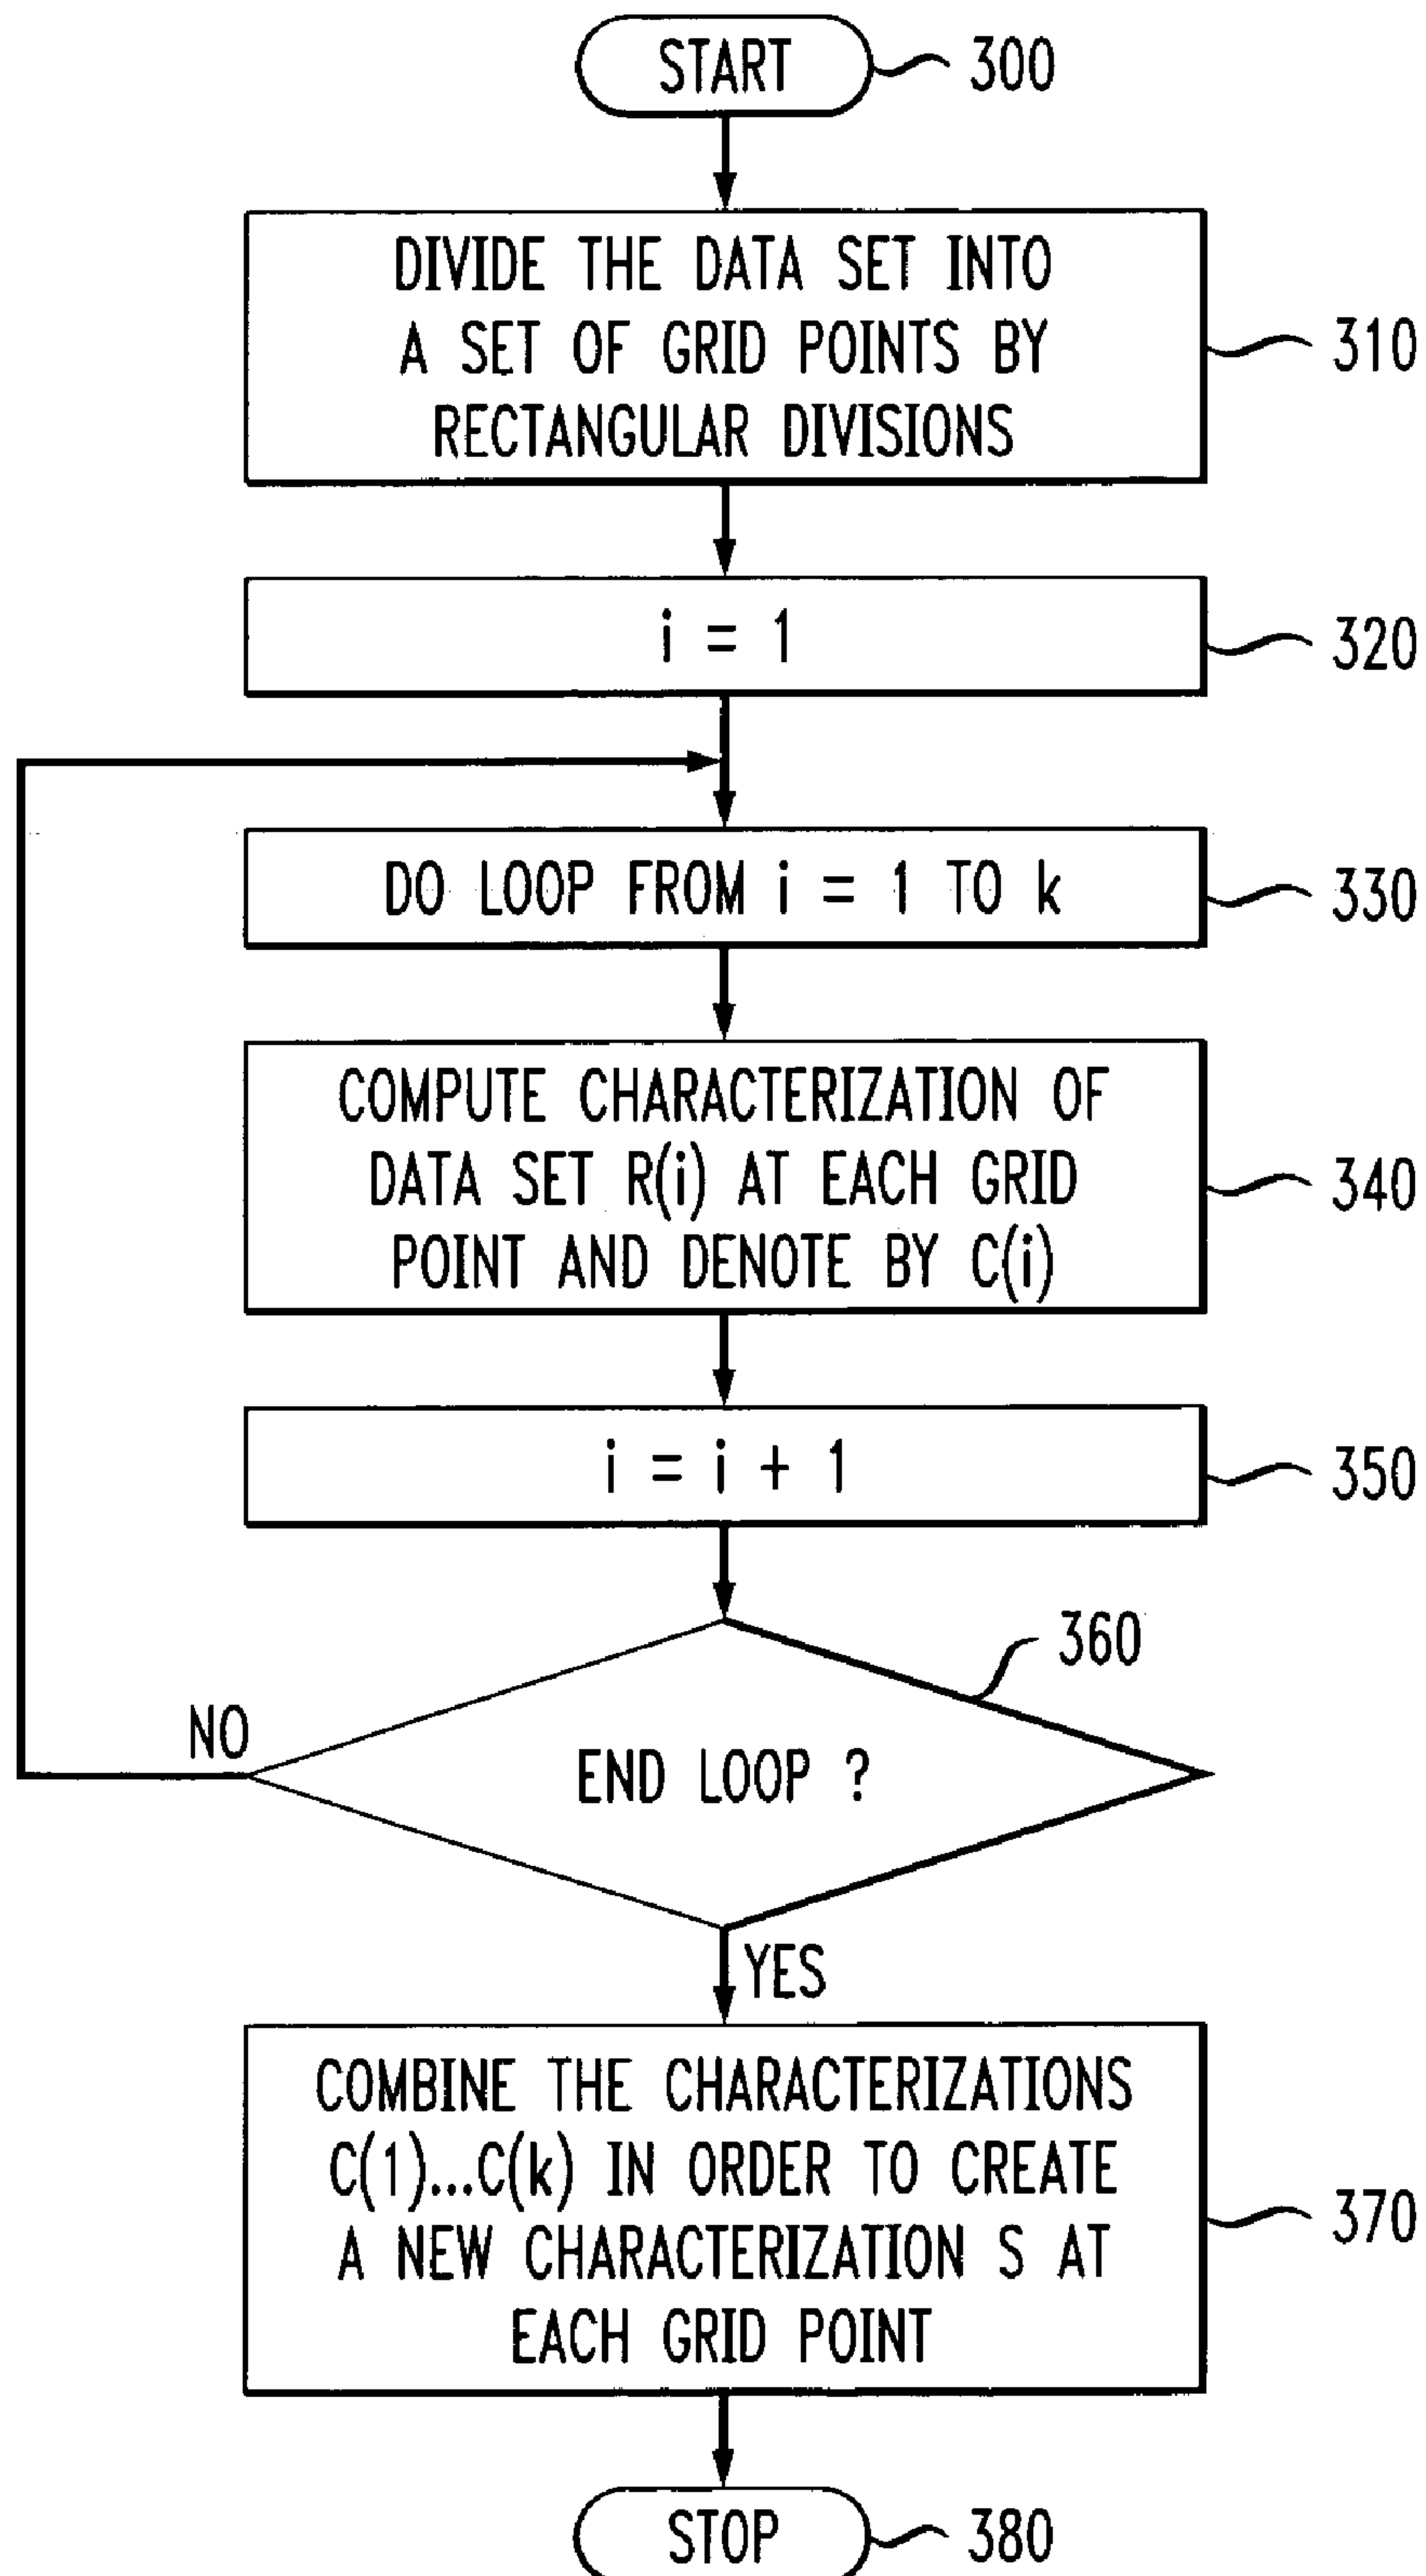 START
300
DIVIDE THE DATA SET INTO
A SET OF GRID POINTS BY
RECTANGULAR DIVISIONS
310
i = 1
320
DO LOOP FROM i = 1 TO k
330
COMPUTE CHARACTERIZATION OF
DATA SET R(i) AT EACH GRID
POINT AND DENOTE BY C(i)
340
i = i + 1
350
360
END LOOP ?
NO
YES
COMBINE THE CHARACTERIZATIONS
C(1)...C(k) IN ORDER TO CREATE
A NEW CHARACTERIZATION S AT
EACH GRID POINT
370
STOP
380